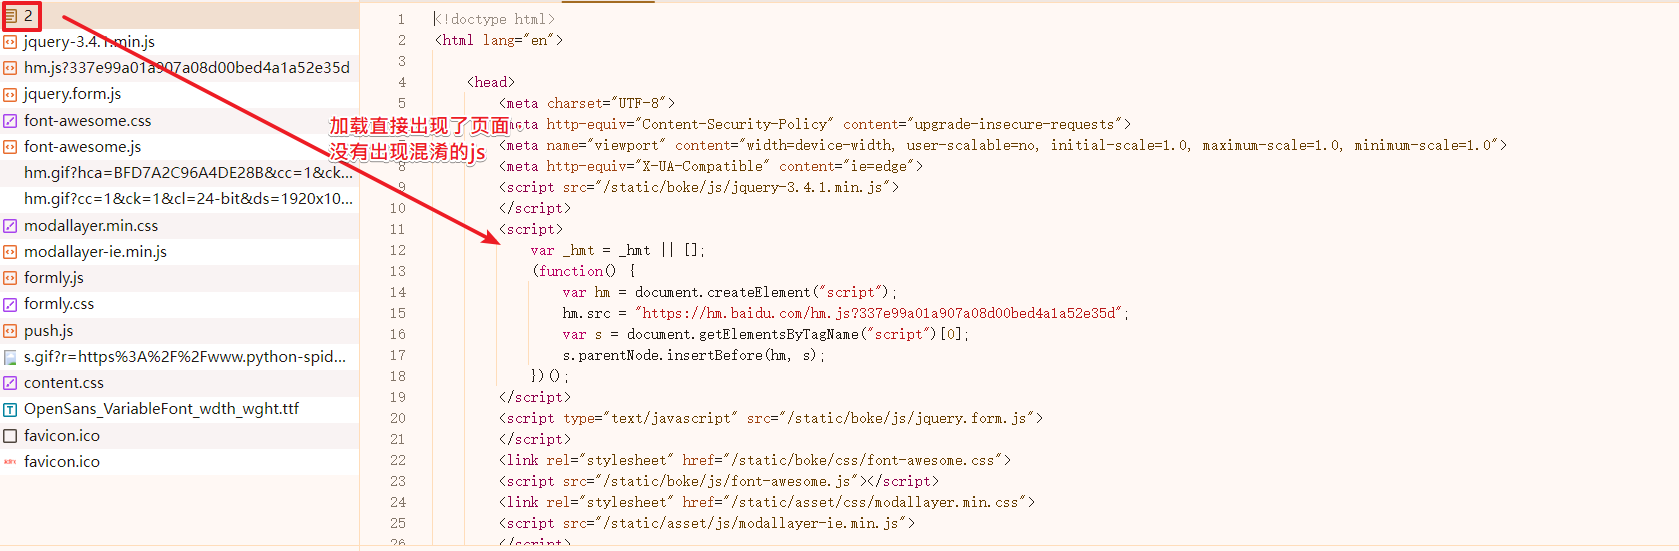 2
jquery-3.4.1.min.js
hm.js?337e99a01a907a08d00bed4a1a52e35d
jquery.form.js
font-awesome.css
font-awesome.js
hm.gif?hca=BFD7A2C96A4DE28B&cc=1&ck...
hm.gif?cc=1&ck=1&cl=24-bit&ds=1920x10...
modallayer.min.css
modallayer-ie.min.js
formly.js
formly.css
push.js
s.gif?r=https%3A%2F%2Fwww.python-spid...
content.css
OpenSans_VariableFont_wdth_wght.ttf
favicon.ico
favicon.ico
加载直接出现了页面,
没有出现混淆的js
1 <!doctype html>
2 <html lang="en">
3
4 <head>
5 <meta charset="UTF-8">
6 <meta http-equiv="Content-Security-Policy" content="upgrade-insecure-requests">
7 <meta name="viewport" content="width=device-width, user-scalable=no, initial-scale=1.0, maximum-scale=1.0, minimum-scale=1.0">
8 <meta http-equiv="X-UA-Compatible" content="ie=edge">
9 <script src="/static/boke/js/jquery-3.4.1.min.js">
10 </script>
11 <script>
12 var _hmt = _hmt || [];
13 (function() {
14 var hm = document.createElement("script");
15 hm.src = "https://hm.baidu.com/hm.js?337e99a01a907a08d00bed4a1a52e35d";
16 var s = document.getElementsByTagName("script")[0];
17 s.parentNode.insertBefore(hm, s);
18 })();
19 </script>
20 <script type="text/javascript" src="/static/boke/js/jquery.form.js">
21 </script>
22 <link rel="stylesheet" href="/static/boke/css/font-awesome.css">
23 <script src="/static/boke/js/font-awesome.js"></script>
24 <link rel="stylesheet" href="/static/asset/css/modallayer.min.css">
25 <script src="/static/asset/js/modallayer-ie.min.js">
26 </script>